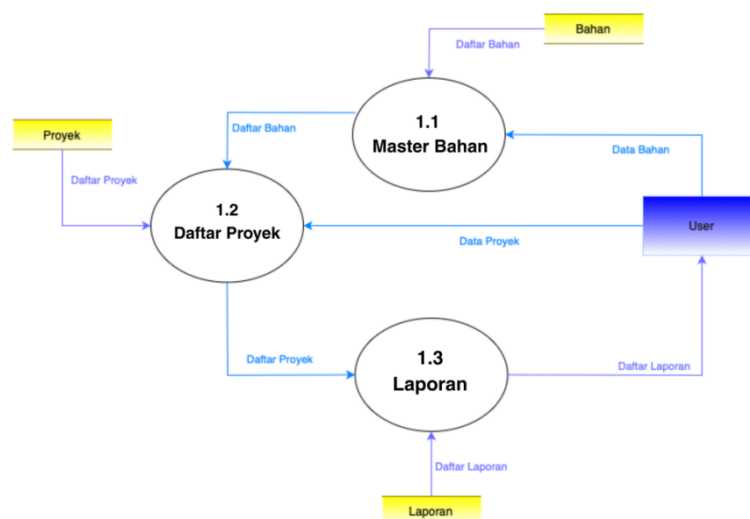 Bahan
Daftar Bahan
1.1
Master Bahan
Daftar Bahan
Proyek
Data Bahan
Daftar Proyek
1.2
Daftar Proyek
User
Data Proyek
1.3
Laporan
Daftar Proyek
Daftar Laporan
Daftar Laporan
Laporan